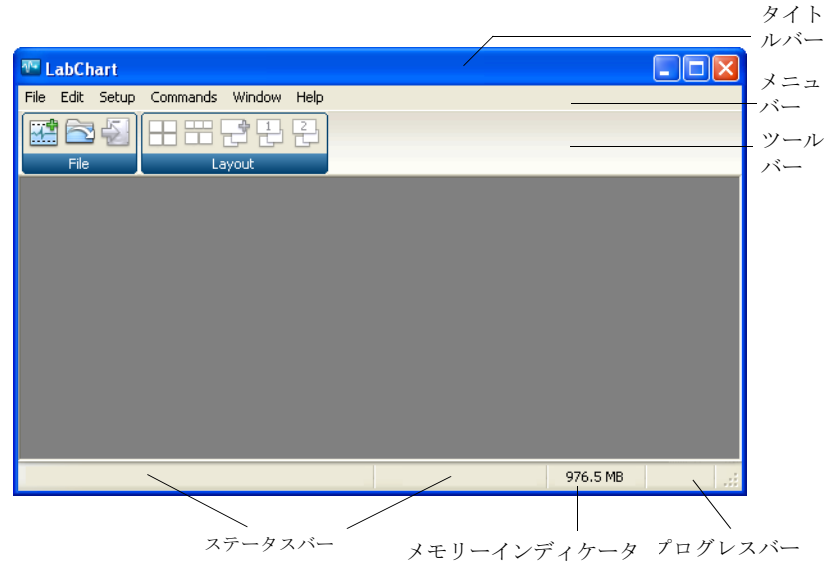 タイト
ルバー
LabChart
メニュ
バー
File Edit Setup Commands Window Help
ツール
バー
1 2
File Layout
976.5 MB
ステータスバー メモリーインディケータ プログレスバー